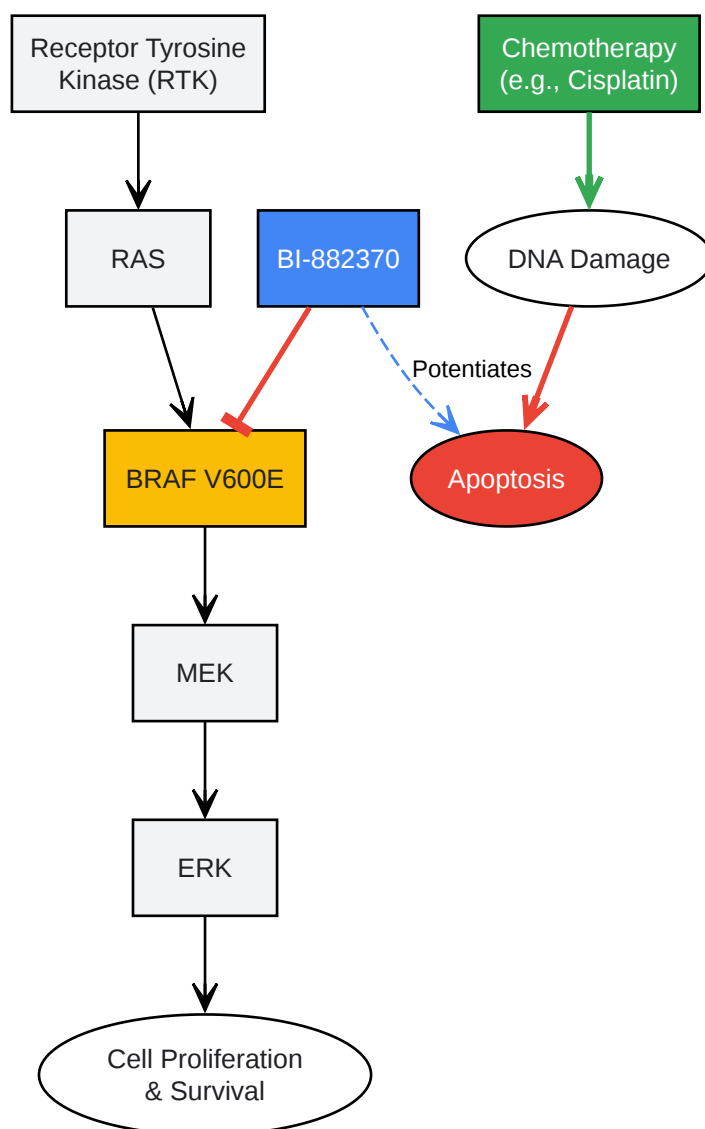 Receptor Tyrosine
Kinase (RTK)
Chemotherapy
(e.g., Cisplatin)
RAS
BI-882370
DNA Damage
Potentiates
BRAF V600E
Apoptosis
MEK
ERK
Cell Proliferation
& Survival